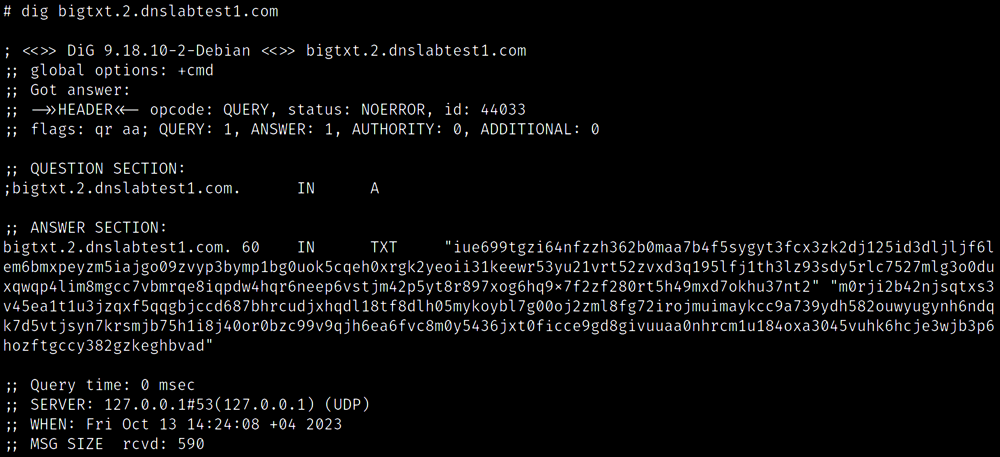 # dig bigtxt.2.dnslabtest1.com
; <<>> DiG 9.18.10-2-Debian <<>> bigtxt.2.dnslabtest1.com
;; global options: +cmd
;; Got answer:
;; ->>HEADER<<- opcode: QUERY, status: NOERROR, id: 44033
;; flags: qr aa; QUERY: 1, ANSWER: 1, AUTHORITY: 0, ADDITIONAL: 0
;; QUESTION SECTION:
;bigtxt.2.dnslabtest1.com. IN A
;; ANSWER SECTION:
bigtxt.2.dnslabtest1.com. 60 IN TXT "iue699tgzi64nfzzh362b0maa7b4f5sygyt3fcx3zk2dj125id3dljljf6l
em6bmxpeyzm5iajgo09zvyp3bymp1bg0uok5cqeh0xrgk2yeoii31keewr53yu21vrt52zvxd3q195lfj1th3lz93sdy5rlc7527mlg3o0du
xqwqp4lim8mgcc7vbmrqe8iqpdw4hqr6neep6vstjm42p5yt8r897xog6hq9×7f2zf280rt5h49mxd7okhu37nt2" "m0rji2b42njsqtxs3
v45ea1t1u3jzqxf5qqgbjccd687bhrcudjxhqdl18tf8dlh05mykoybl7g00oj2zml8fg72irojmuimaykcc9a739ydh582ouwyugynh6ndq
k7d5vtjsyn7krsmjb75h1i8j40or0bzc99v9qjh6ea6fvc8m0y5436jxt0ficce9gd8givuuaa0nhrcm1u184oxa3045vuhk6hcje3wjb3p6
hozftgccy382gzkeghbvad"
;; Query time: 0 msec
;; SERVER: 127.0.0.1#53(127.0.0.1) (UDP)
;; WHEN: Fri Oct 13 14:24:08 +04 2023
;; MSG SIZE  rcvd: 590